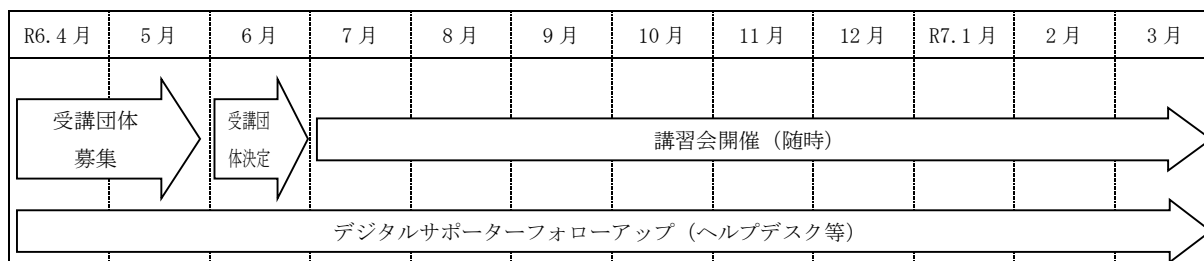 R6.4月 5月 6月 7月 8月 9月 10月 11月 12月 R7.1月 2月 3月
受講団体
募集
受講団
体決定
講習会開催（随時）
デジタルサポーターフォローアップ（ヘルプデスク等）